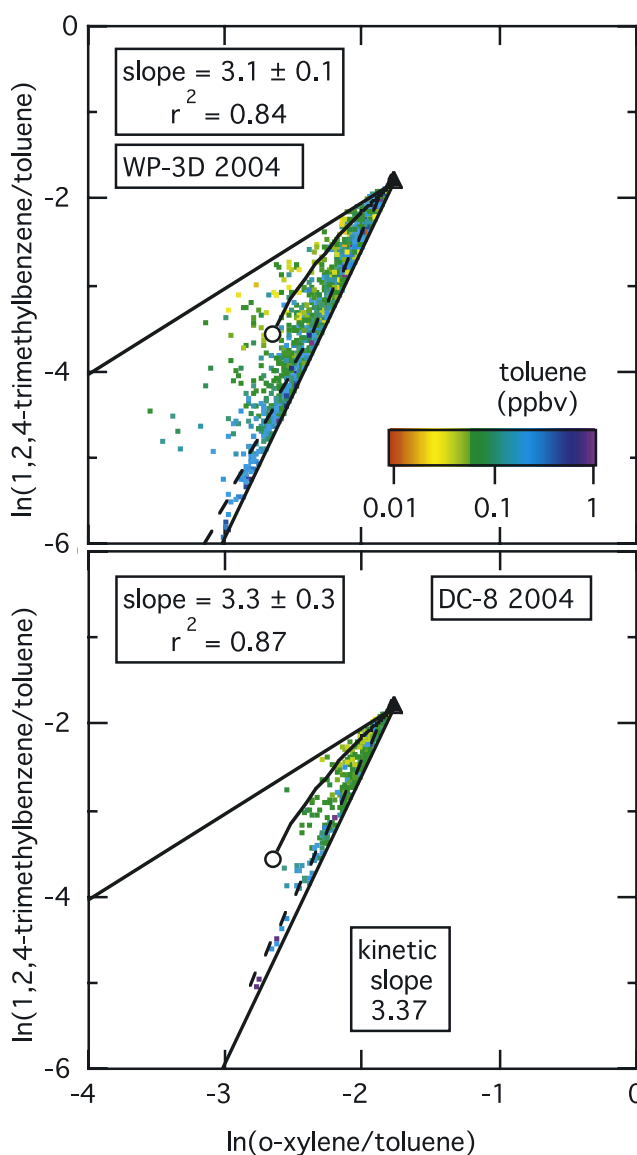 0
slope = 3.1 ± 0.1
r² = 0.84
WP-3D 2004
-2
ln(1,2,4-trimethylbenzene/toluene)
-4
toluene
(ppbv)
0.01 0.1 1
-6
slope = 3.3 ± 0.3
r² = 0.87
DC-8 2004
-2
ln(1,2,4-trimethylbenzene/toluene)
-4
kinetic
slope
3.37
-6
-4 -3 -2 -1 0
ln(o-xylene/toluene)